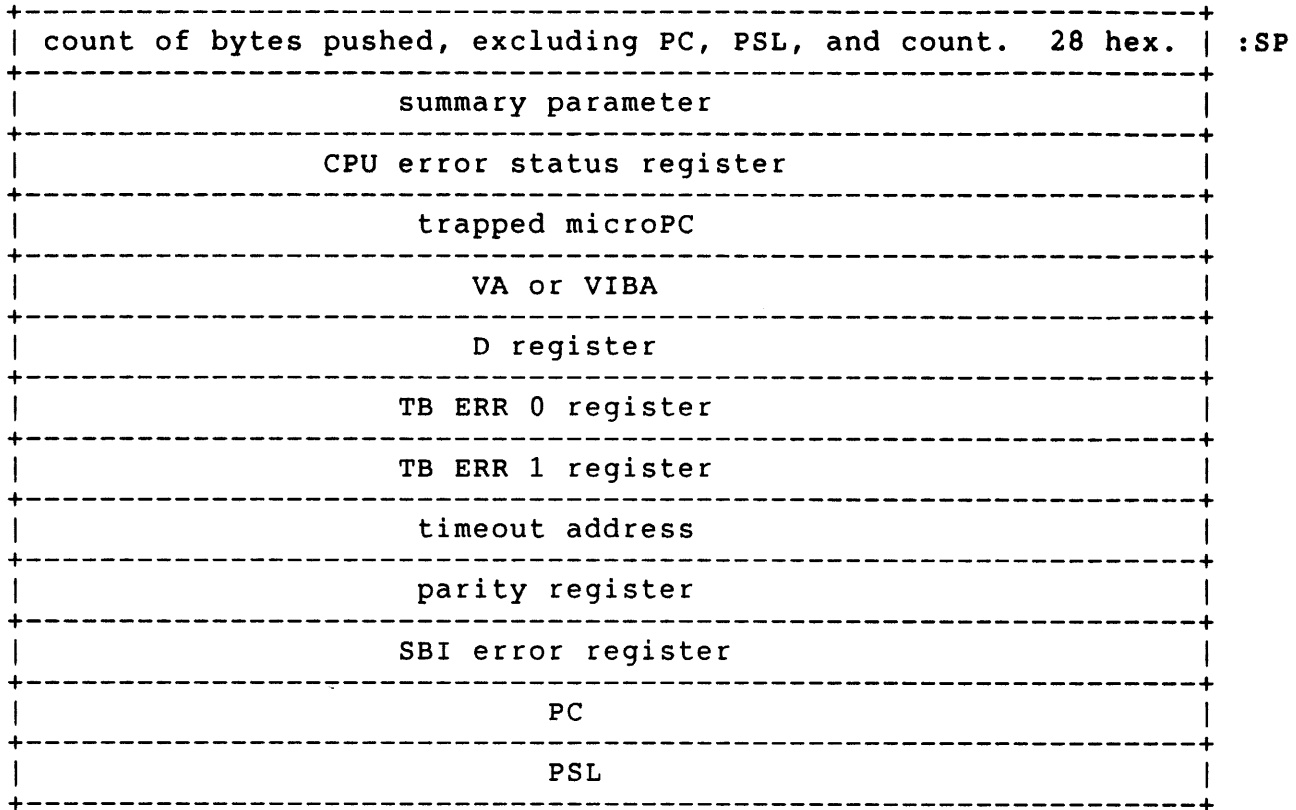 count of bytes pushed, excluding PC, PSL, and count. 28 hex. :SP
summary parameter
CPU error status register
trapped microPC
VA or VIBA
D register
TB ERR 0 register
TB ERR 1 register
timeout address
parity register
SBI error register
PC
PSL